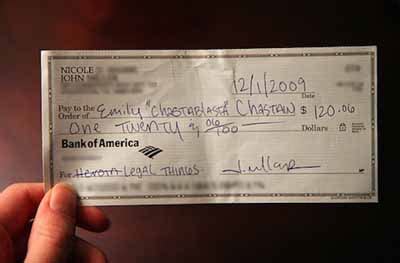 NICOLE
JOHN
12/1/2009
Date
Pay to the
Order of Emily "Chastablasta" Chastain $ 120.06
One Twenty & 06/100 Dollars
Bank of America
For Heroin Legal Things